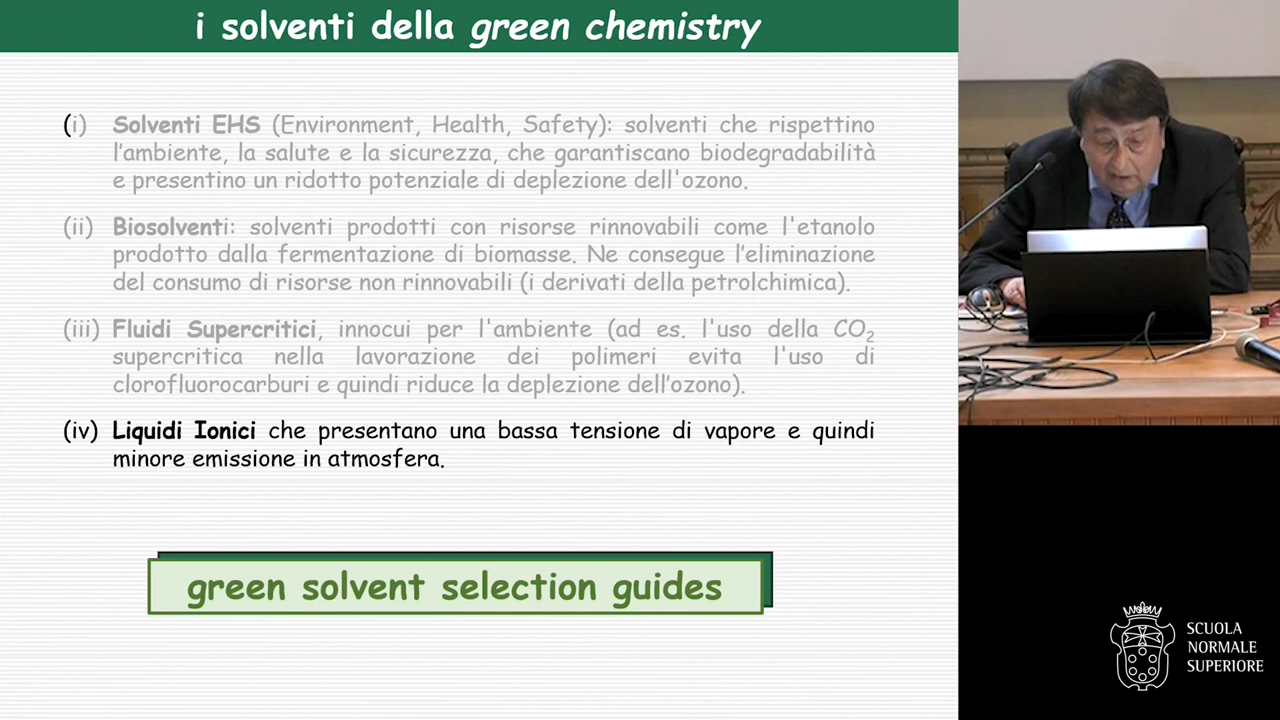 i solventi della green chemistry
(i) Solventi EHS (Environment, Health, Safety): solventi che rispettino
l’ambiente, la salute e la sicurezza, che garantiscano biodegradabilità
e presentino un ridotto potenziale di deplezione dell'ozono.
(ii) Biosolventi: solventi prodotti con risorse rinnovabili come l'etanolo
prodotto dalla fermentazione di biomasse. Ne consegue l’eliminazione
del consumo di risorse non rinnovabili (i derivati della petrolchimica).
(iii) Fluidi Supercritici, innocui per l'ambiente (ad es. l'uso della CO₂
supercritica nella lavorazione dei polimeri evita l'uso di
clorofluorocarburi e quindi riduce la deplezione dell’ozono).
(iv) Liquidi Ionici che presentano una bassa tensione di vapore e quindi
minore emissione in atmosfera.
green solvent selection guides
SCUOLA
NORMALE
SUPERIORE